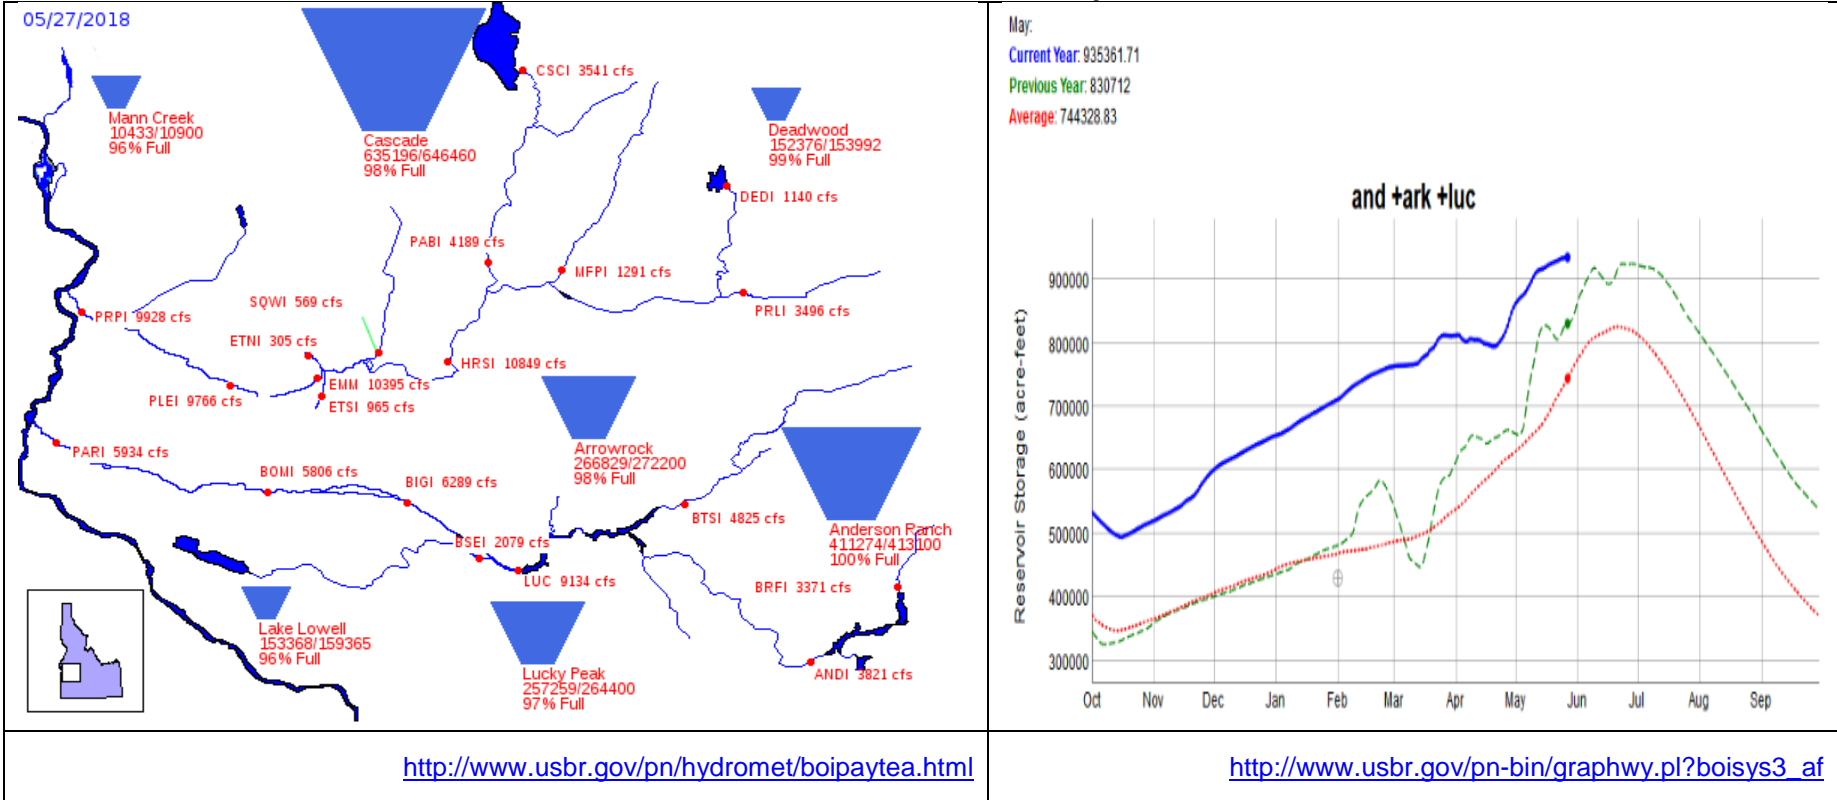 05/27/2018
CSCI 3541 cfs
Mann Creek
10433/10900
96% Full
Cascade
635196/646460
98% Full
Deadwood
152376/153992
99% Full
DEDI 1140 cfs
PABI 4189 cfs
MFPI 1291 cfs
SQWI 569 cfs
PRPI 9928 cfs
PRLI 3496 cfs
ETNI 305 cfs
HRSI 10849 cfs
EMM 10395 cfs
PLEI 9766 cfs
ETSI 965 cfs
PARI 5934 cfs
Arrowrock
266829/272200
98% Full
BOMI 5806 cfs
BIGI 6289 cfs
BTSI 4825 cfs
Anderson Ranch
411274/413100
100% Full
BSEI 2079 cfs
LUC 9134 cfs
BRFI 3371 cfs
Lake Lowell
153368/159365
96% Full
Lucky Peak
257259/264400
97% Full
ANDI 3821 cfs
http://www.usbr.gov/pn/hydromet/boipaytea.html
May:
Current Year: 935361.71
Previous Year: 830712
Average: 744328.83
and +ark +luc
Reservoir Storage (acre-feet)
900000
800000
700000
600000
500000
400000
300000
Oct Nov Dec Jan Feb Mar Apr May Jun Jul Aug Sep
http://www.usbr.gov/pn-bin/graphwy.pl?boisys3_af